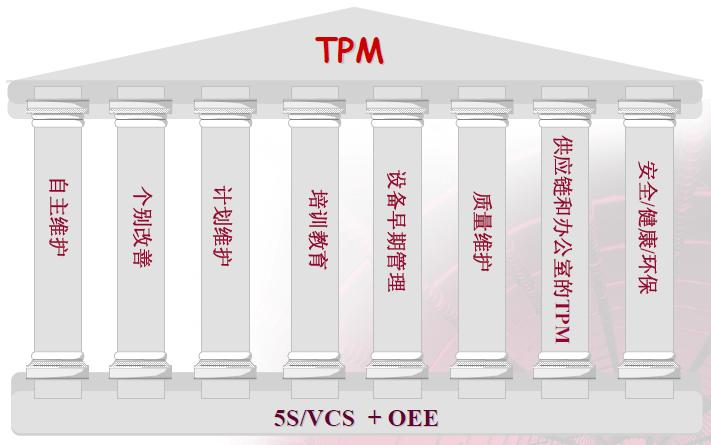 TPM
自主维护
个别改善
计划维护
培训教育
设备早期管理
质量维护
供应链和办公室的TPM
安全/健康/环保
5S/VCS + OEE